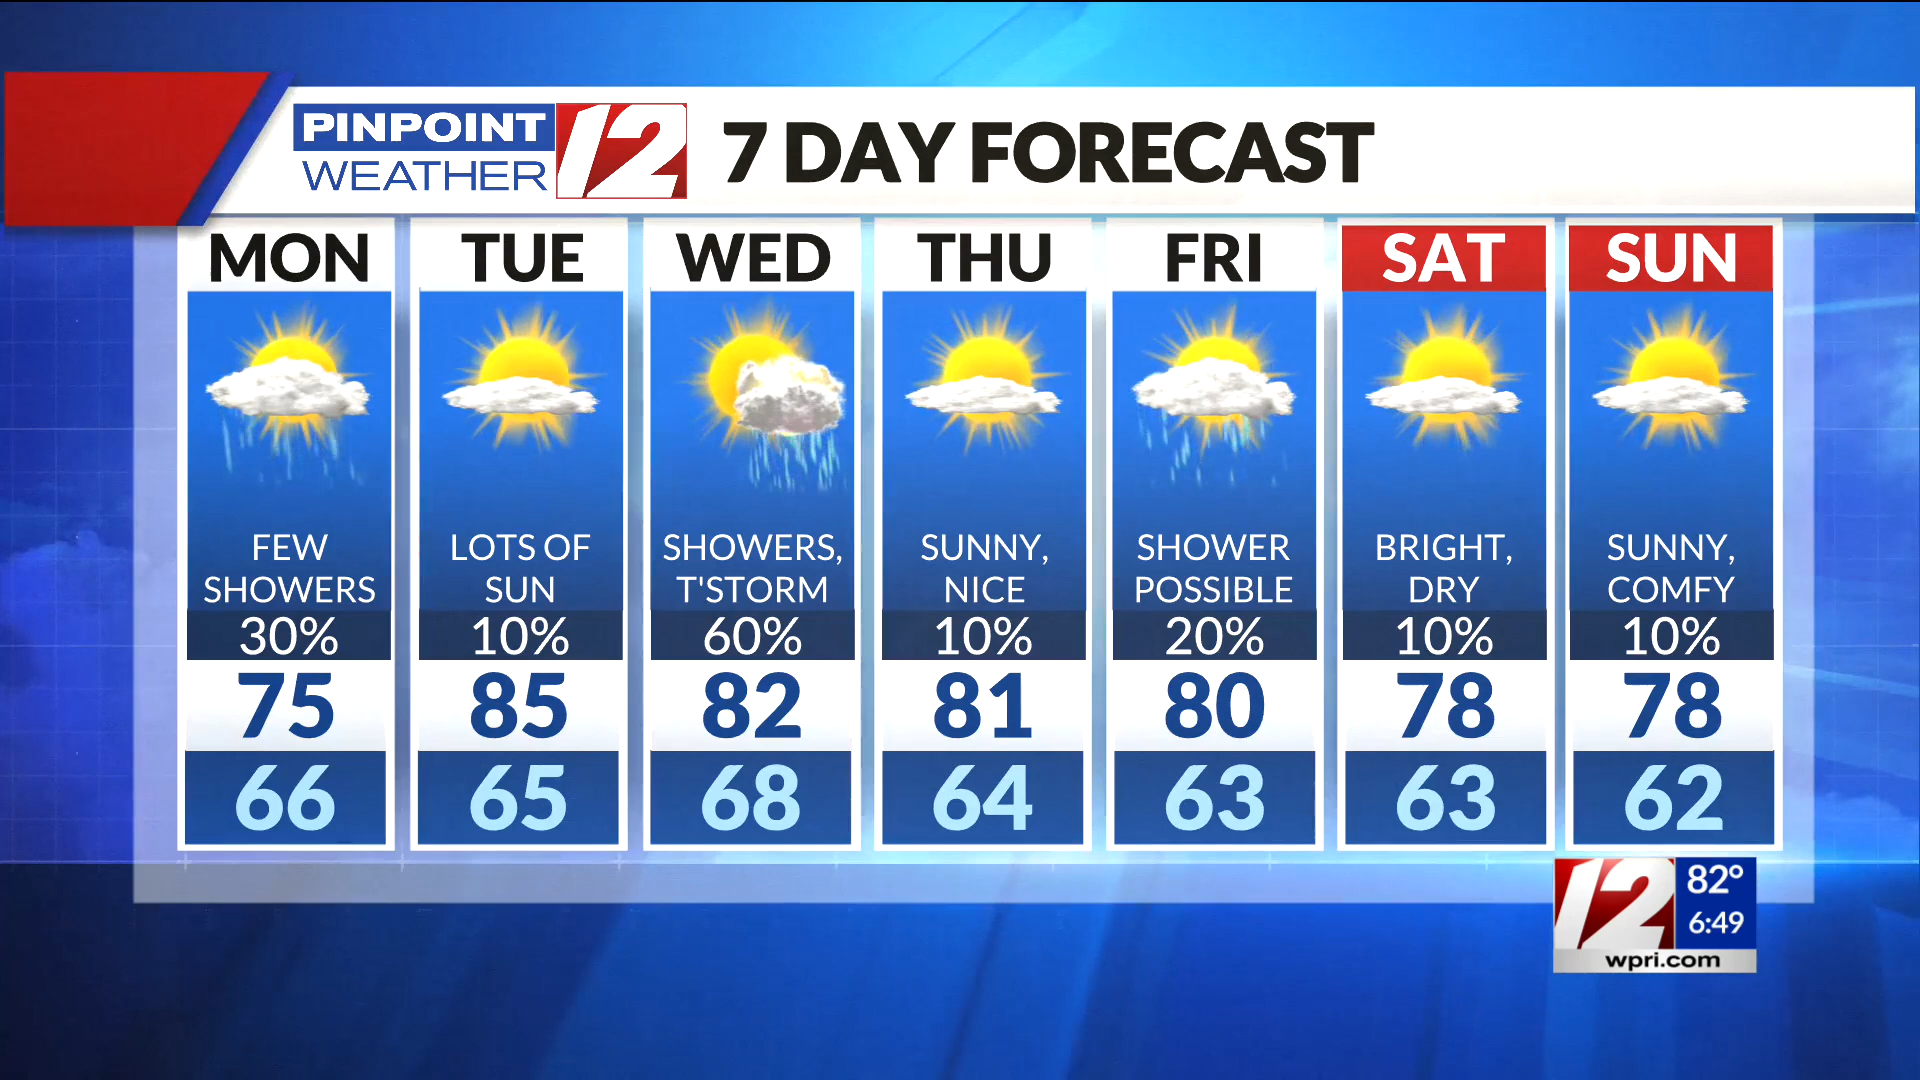 PINPOINT
WEATHER 12
7 DAY FORECAST
MON TUE WED THU FRI SAT SUN
FEW
SHOWERS
30%
75
66
LOTS OF
SUN
10%
85
65
SHOWERS,
T'STORM
60%
82
68
SUNNY,
NICE
10%
81
64
SHOWER
POSSIBLE
20%
80
63
BRIGHT,
DRY
10%
78
63
SUNNY,
COMFY
10%
78
62
12
82°
6:49
wpri.com